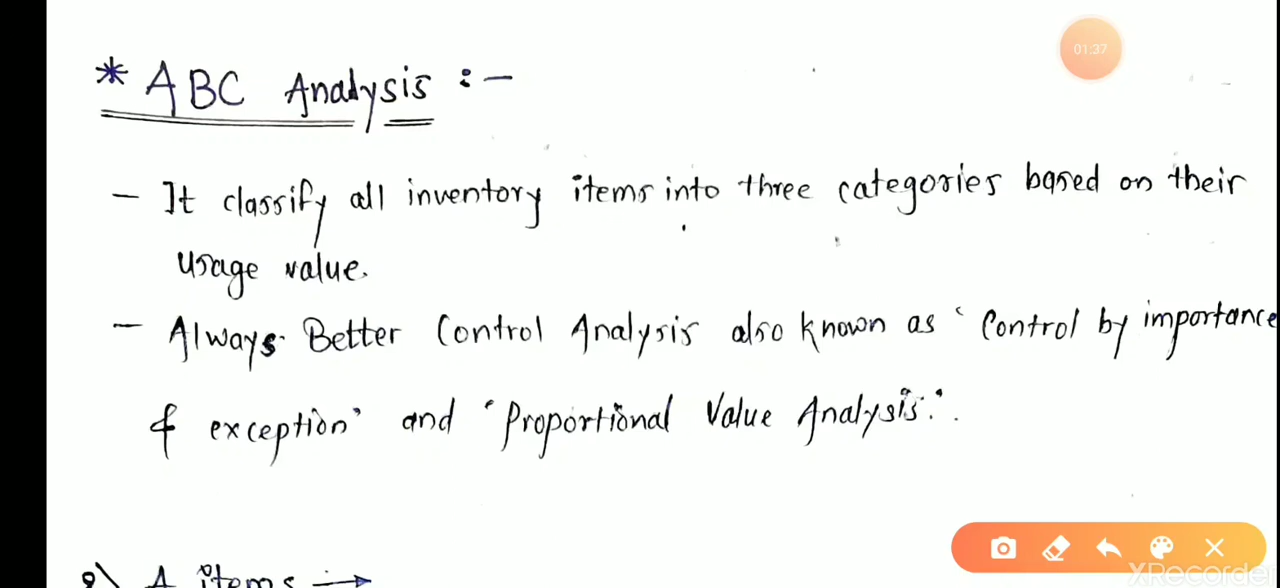 01:37
* ABC Analysis :-
- It classify all inventory items into three categories based on their
usage value.
- Always Better Control Analysis also known as ‘Control by importance
& exception’ and ‘Proportional Value Analysis’.
a) A items →
XRecorder